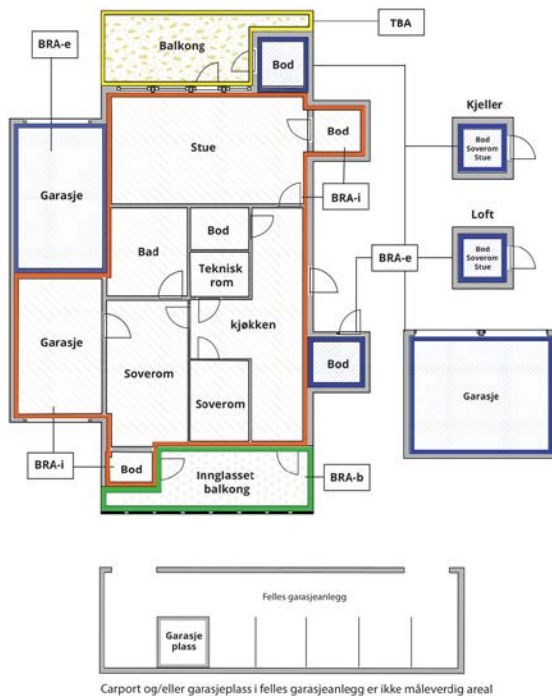 TBA
Balkong
BRA-e
Bod
Kjeller
Bod
Soverom
Stue
Stue
Bod
BRA-i
Garasje
Loft
Bod
Soverom
Stue
Bad
Bod
BRA-e
Teknisk
rom
Garasje
kjøkken
Soverom
Soverom
Bod
Garasje
BRA-i
Bod
Innglasset
balkong
BRA-b
Felles garasjeanlegg
Garasje
plass
Carport og/eller garasjeplass i felles garasjeanlegg er ikke måleverdig areal